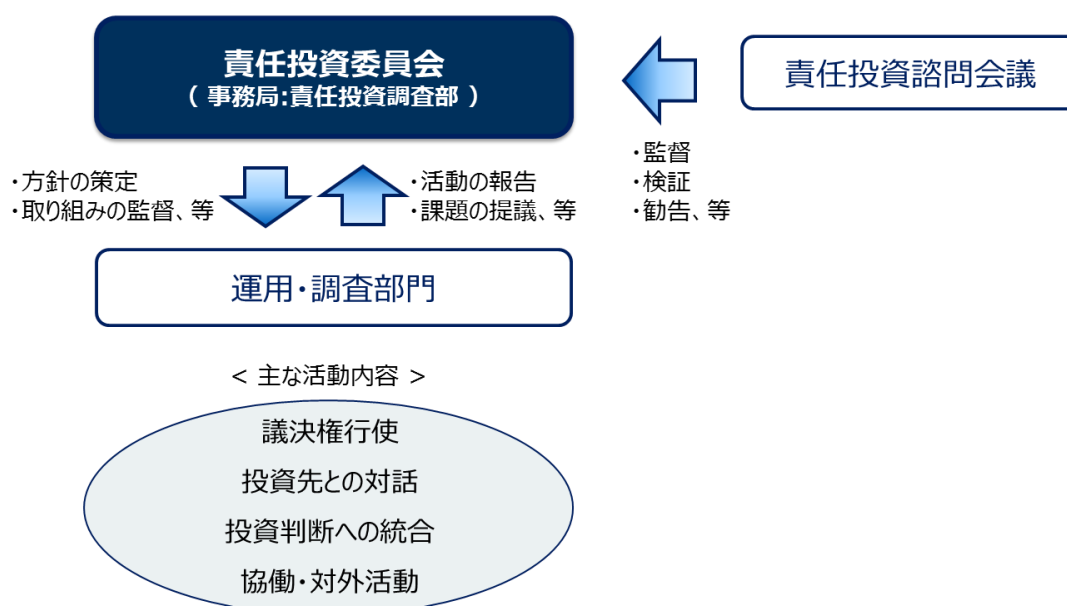 責任投資委員会
( 事務局:責任投資調査部 )
責任投資諮問会議
・監督
・検証
・勧告、等
・方針の策定
・取り組みの監督、等
・活動の報告
・課題の提議、等
運用・調査部門
< 主な活動内容 >
議決権行使
投資先との対話
投資判断への統合
協働・対外活動